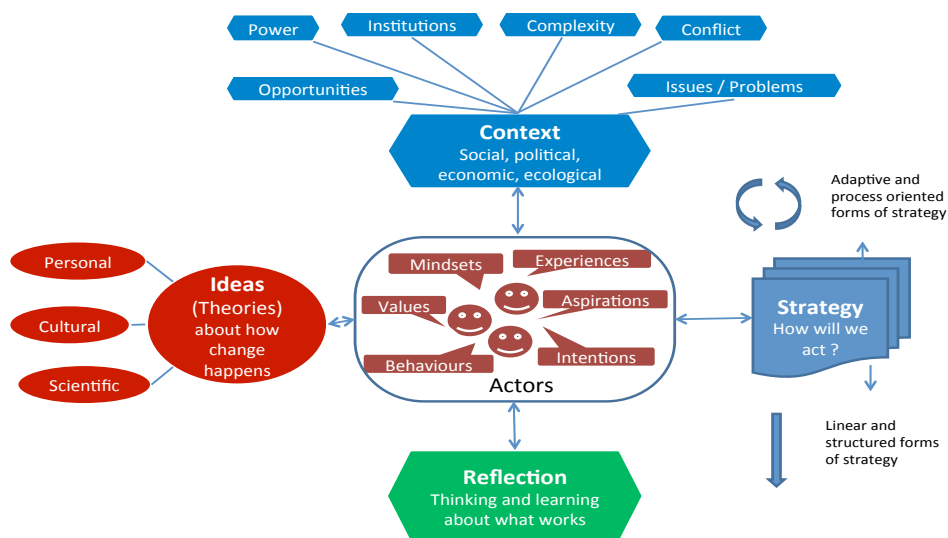 Power
Institutions
Complexity
Conflict
Opportunities
Issues / Problems
Context
Social, political,
economic, ecological
Adaptive and
process oriented
forms of strategy
Personal
Cultural
Scientific
Ideas
(Theories)
about how
change
happens
Mindsets
Experiences
Values
Aspirations
Behaviours
Intentions
Actors
Strategy
How will we
act ?
Linear and
structured forms
of strategy
Reflection
Thinking and learning
about what works